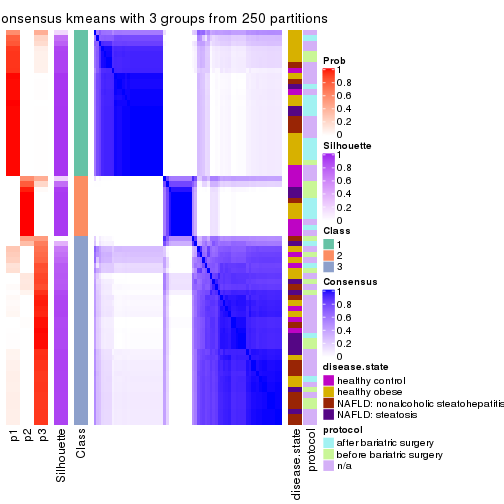 onsensus kmeans with 3 groups from 250 partitions
Prob
1
0.8
0.6
0.4
0.2
0
Silhouette
1
0.8
0.6
0.4
0.2
0
Class
1
2
3
Consensus
1
0.8
0.6
0.4
0.2
0
disease.state
healthy control
healthy obese
NAFLD: nonalcoholic steatohepatitis
NAFLD: steatosis
protocol
after bariatric surgery
before bariatric surgery
n/a
p1
p2
p3
Silhouette
Class
disease.state
protocol